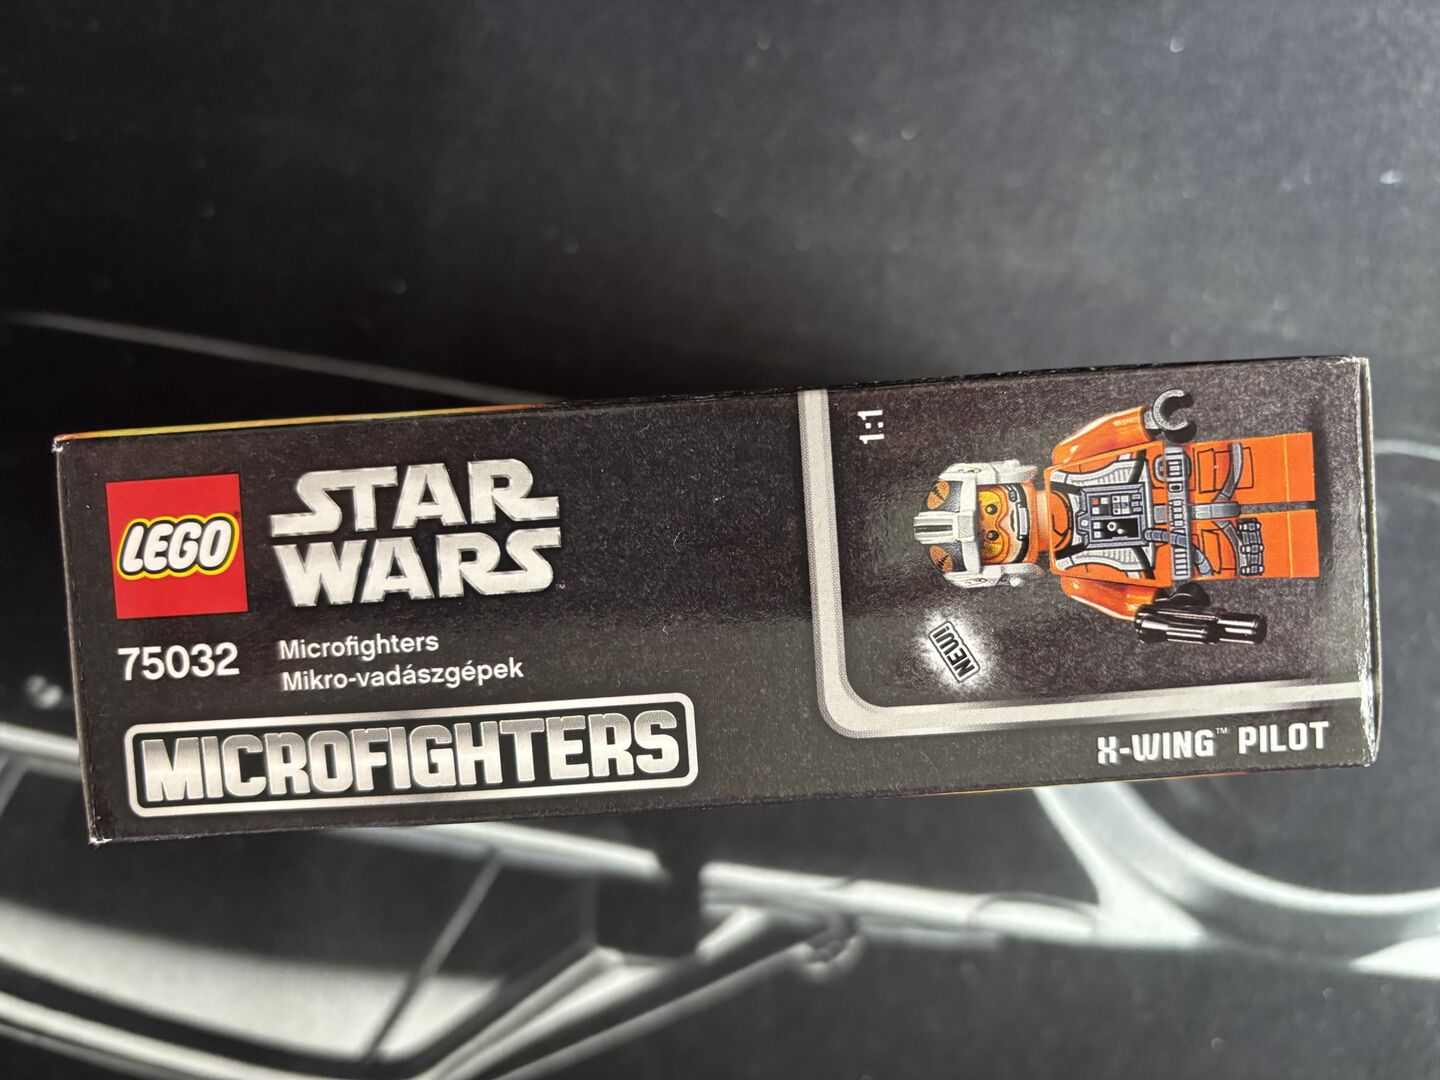 LEGO
STAR
WARS
75032
Microfighters
Mikro-vadászgépek
MICROFIGHTERS
1:1
NEW!
X-WING™ PILOT